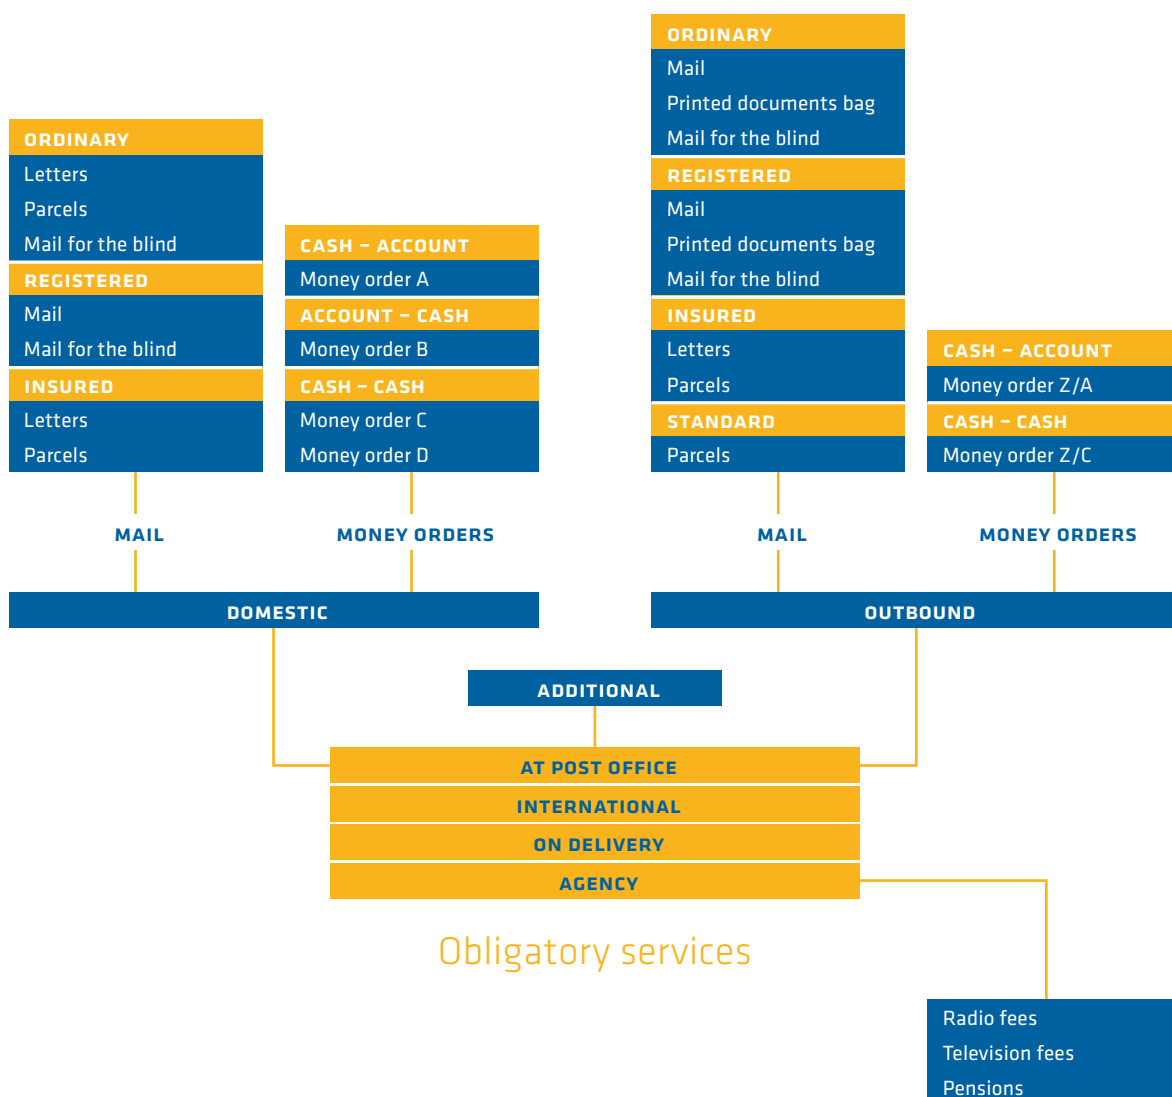 ORDINARY
Letters
Parcels
Mail for the blind
REGISTERED
Mail
Mail for the blind
INSURED
Letters
Parcels
CASH – ACCOUNT
Money order A
ACCOUNT – CASH
Money order B
CASH – CASH
Money order C
Money order D
ORDINARY
Mail
Printed documents bag
Mail for the blind
REGISTERED
Mail
Printed documents bag
Mail for the blind
INSURED
Letters
Parcels
STANDARD
Parcels
CASH – ACCOUNT
Money order Z/A
CASH – CASH
Money order Z/C
MAIL
MONEY ORDERS
MAIL
MONEY ORDERS
DOMESTIC
OUTBOUND
ADDITIONAL
AT POST OFFICE
INTERNATIONAL
ON DELIVERY
AGENCY
Obligatory services
Radio fees
Television fees
Pensions